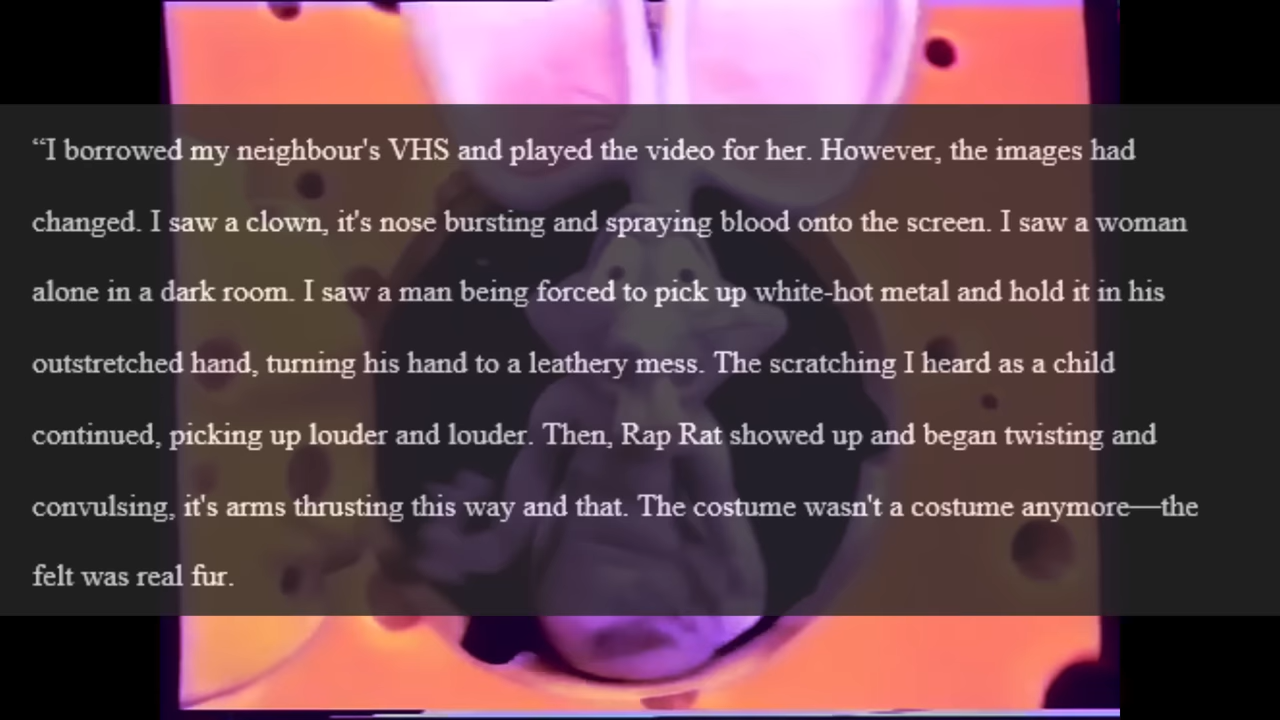 “I borrowed my neighbour's VHS and played the video for her. However, the images had
changed. I saw a clown, it's nose bursting and spraying blood onto the screen. I saw a woman
alone in a dark room. I saw a man being forced to pick up white-hot metal and hold it in his
outstretched hand, turning his hand to a leathery mess. The scratching I heard as a child
continued, picking up louder and louder. Then, Rap Rat showed up and began twisting and
convulsing, it's arms thrusting this way and that. The costume wasn't a costume anymore—the
felt was real fur.